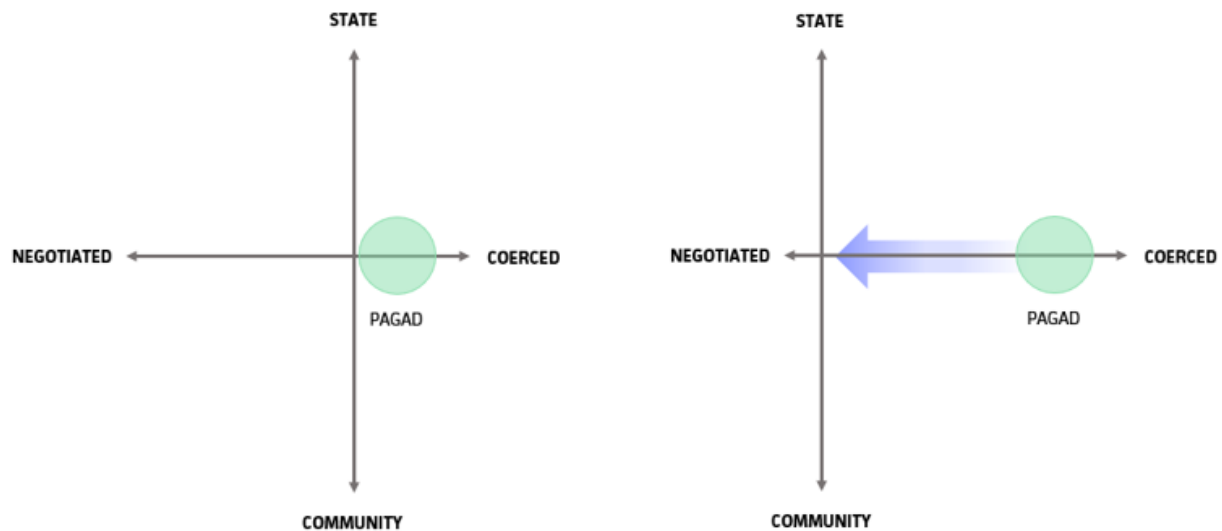 STATE
NEGOTIATED
COERCED
PAGAD
COMMUNITY
STATE
NEGOTIATED
COERCED
PAGAD
COMMUNITY